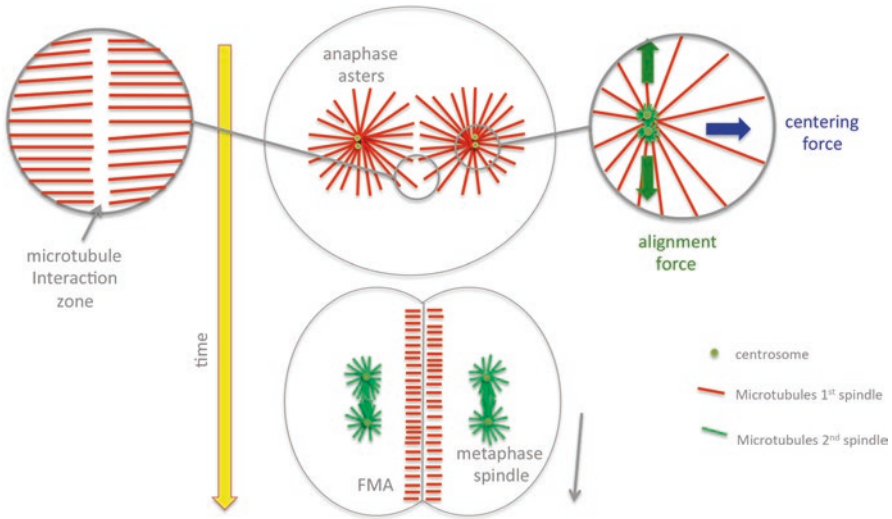 anaphase
asters
centering
force
microtubule
Interaction
zone
alignment
force
time
centrosome
Microtubules 1st spindle
Microtubules 2nd spindle
metaphase
spindle
FMA